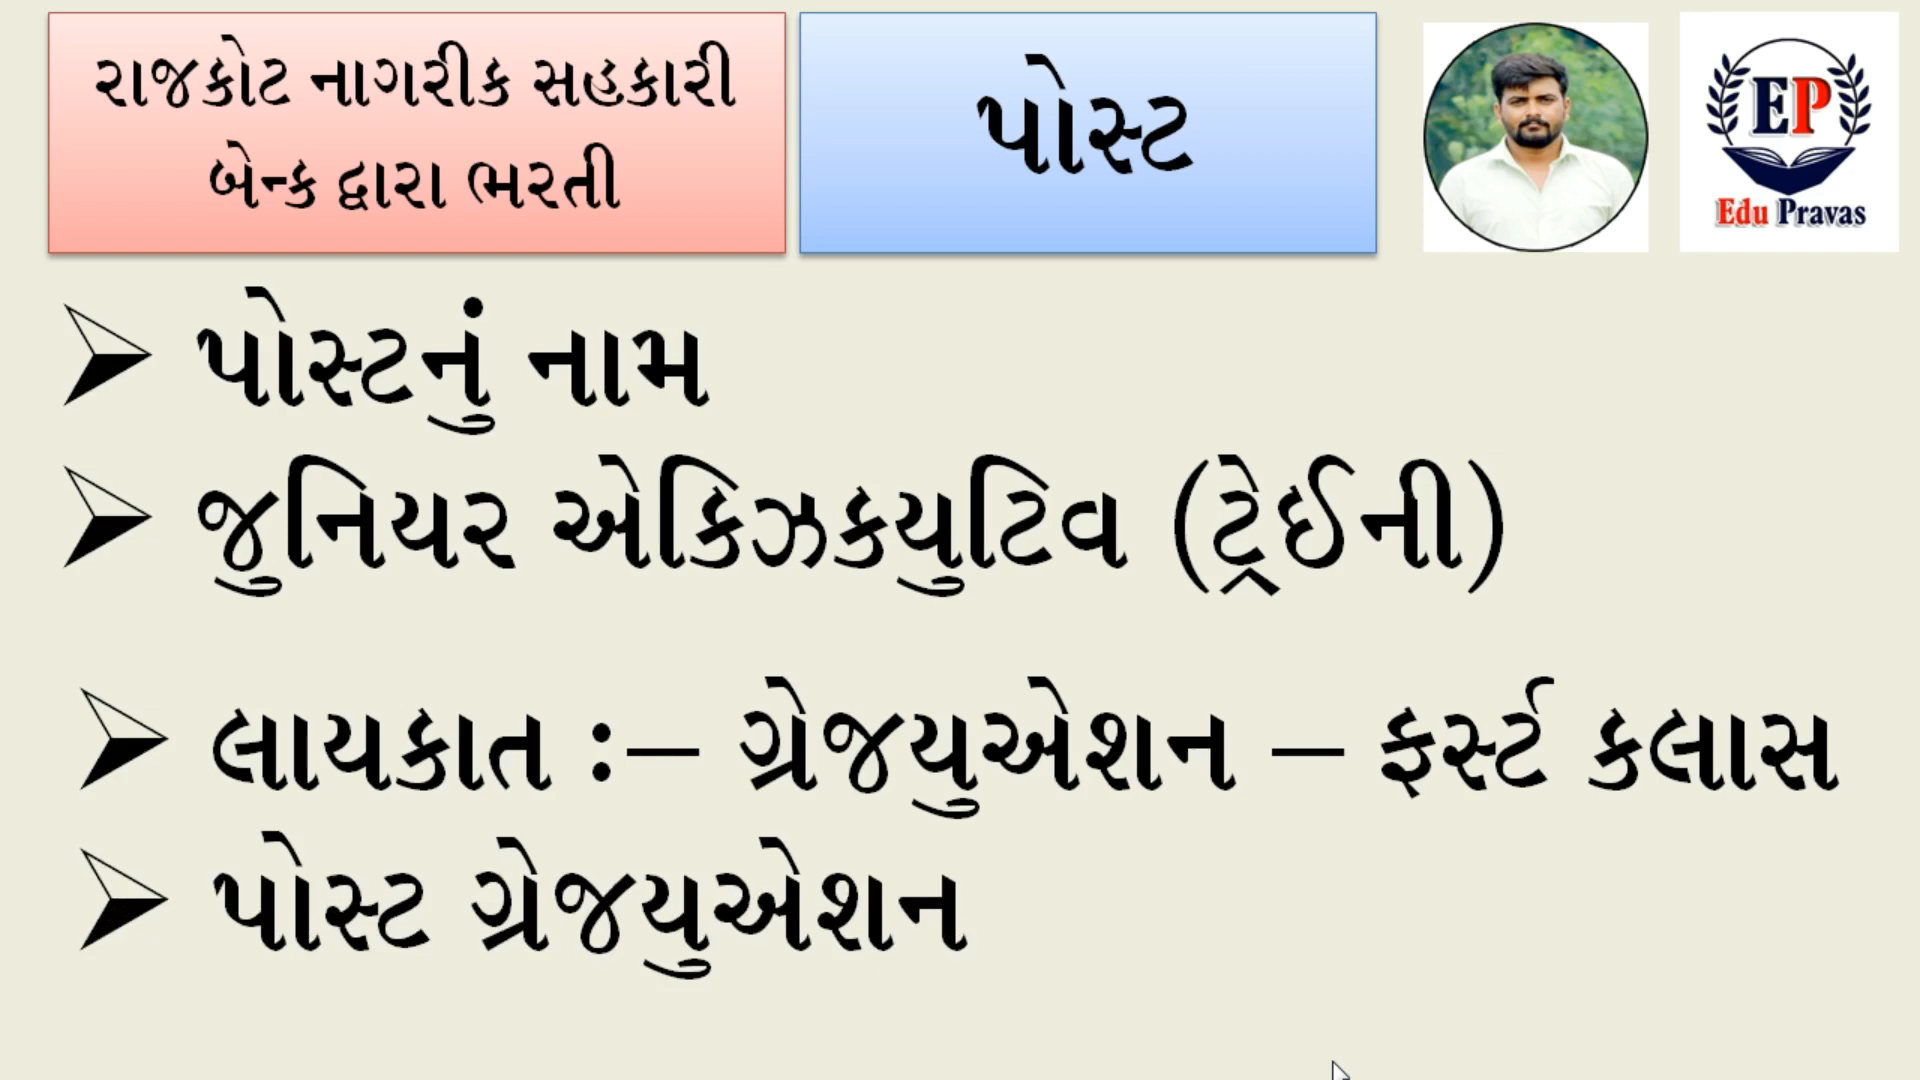 રાજકોટ નાગરીક સહકારી
બેન્ક દ્વારા ભરતી
પોસ્ટ
EP
Edu Pravas
પોસ્ટનું નામ
જુનિયર એકિઝકયુટિવ (ટ્રેઈની)
લાયકાત :– ગ્રેજયુએશન – ફર્સ્ટ કલાસ
પોસ્ટ ગ્રેજયુએશન